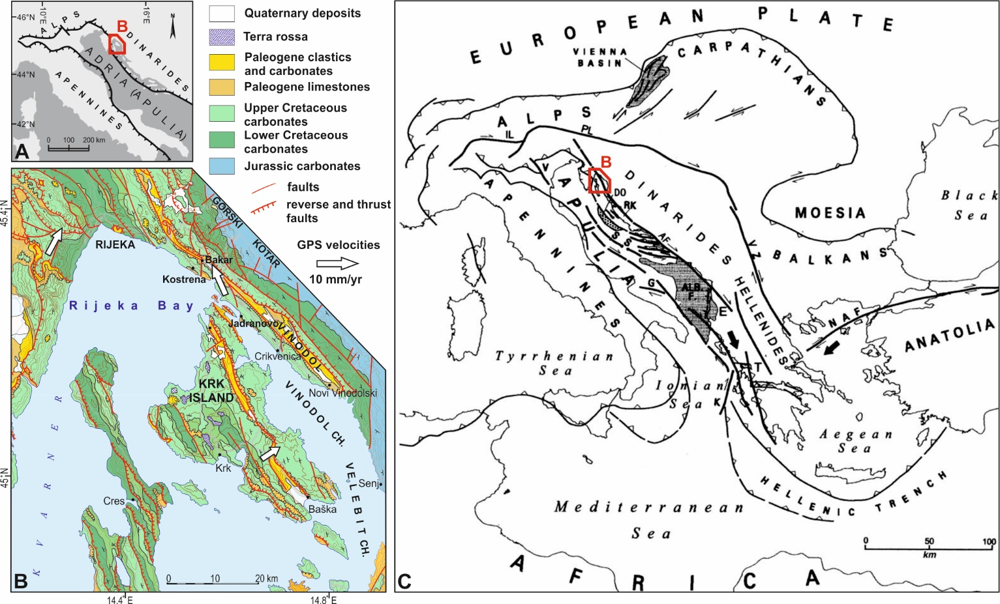 46°N
44°N
42°N
10°E
16°E
N
ALPS
B
DINARIDES
ADRIA (APULIA)
APENNINES
0 100 200 km
A
Quaternary deposits
Terra rossa
Paleogene clastics
and carbonates
Paleogene limestones
Upper Cretaceous
carbonates
Lower Cretaceous
carbonates
Jurassic carbonates
faults
reverse and thrust
faults
GPS velocities
10 mm/yr
45.4°N
45°N
GORSKI
KOTAR
RIJEKA
Bakar
Kostrena
Rijeka Bay
Jadranovo
VINODOL
Crikvenica
KRK
ISLAND
Novi Vinodolski
VINODOL CH.
KVARNER
Krk
VELEBIT CH.
Senj
Cres
Baška
0 10 20 km
B
14.4°E
14.8°E
EUROPEAN PLATE
VIENNA
BASIN
CARPATHIANS
ALPS
IL
PL
B
V
DINARIDES
DO
RK
APULIA
APENNINES
S
S
AF
MOESIA
Black
Sea
VZ
BALKANS
G
ALB.
F.
E
HELLENIDES
NAF
ANATOLIA
Tyrrhenian
Sea
Ionian
Sea
T
K
Aegean
Sea
HELLENIC TRENCH
Mediterranean
Sea
0 50 100
km
AFRICA
C